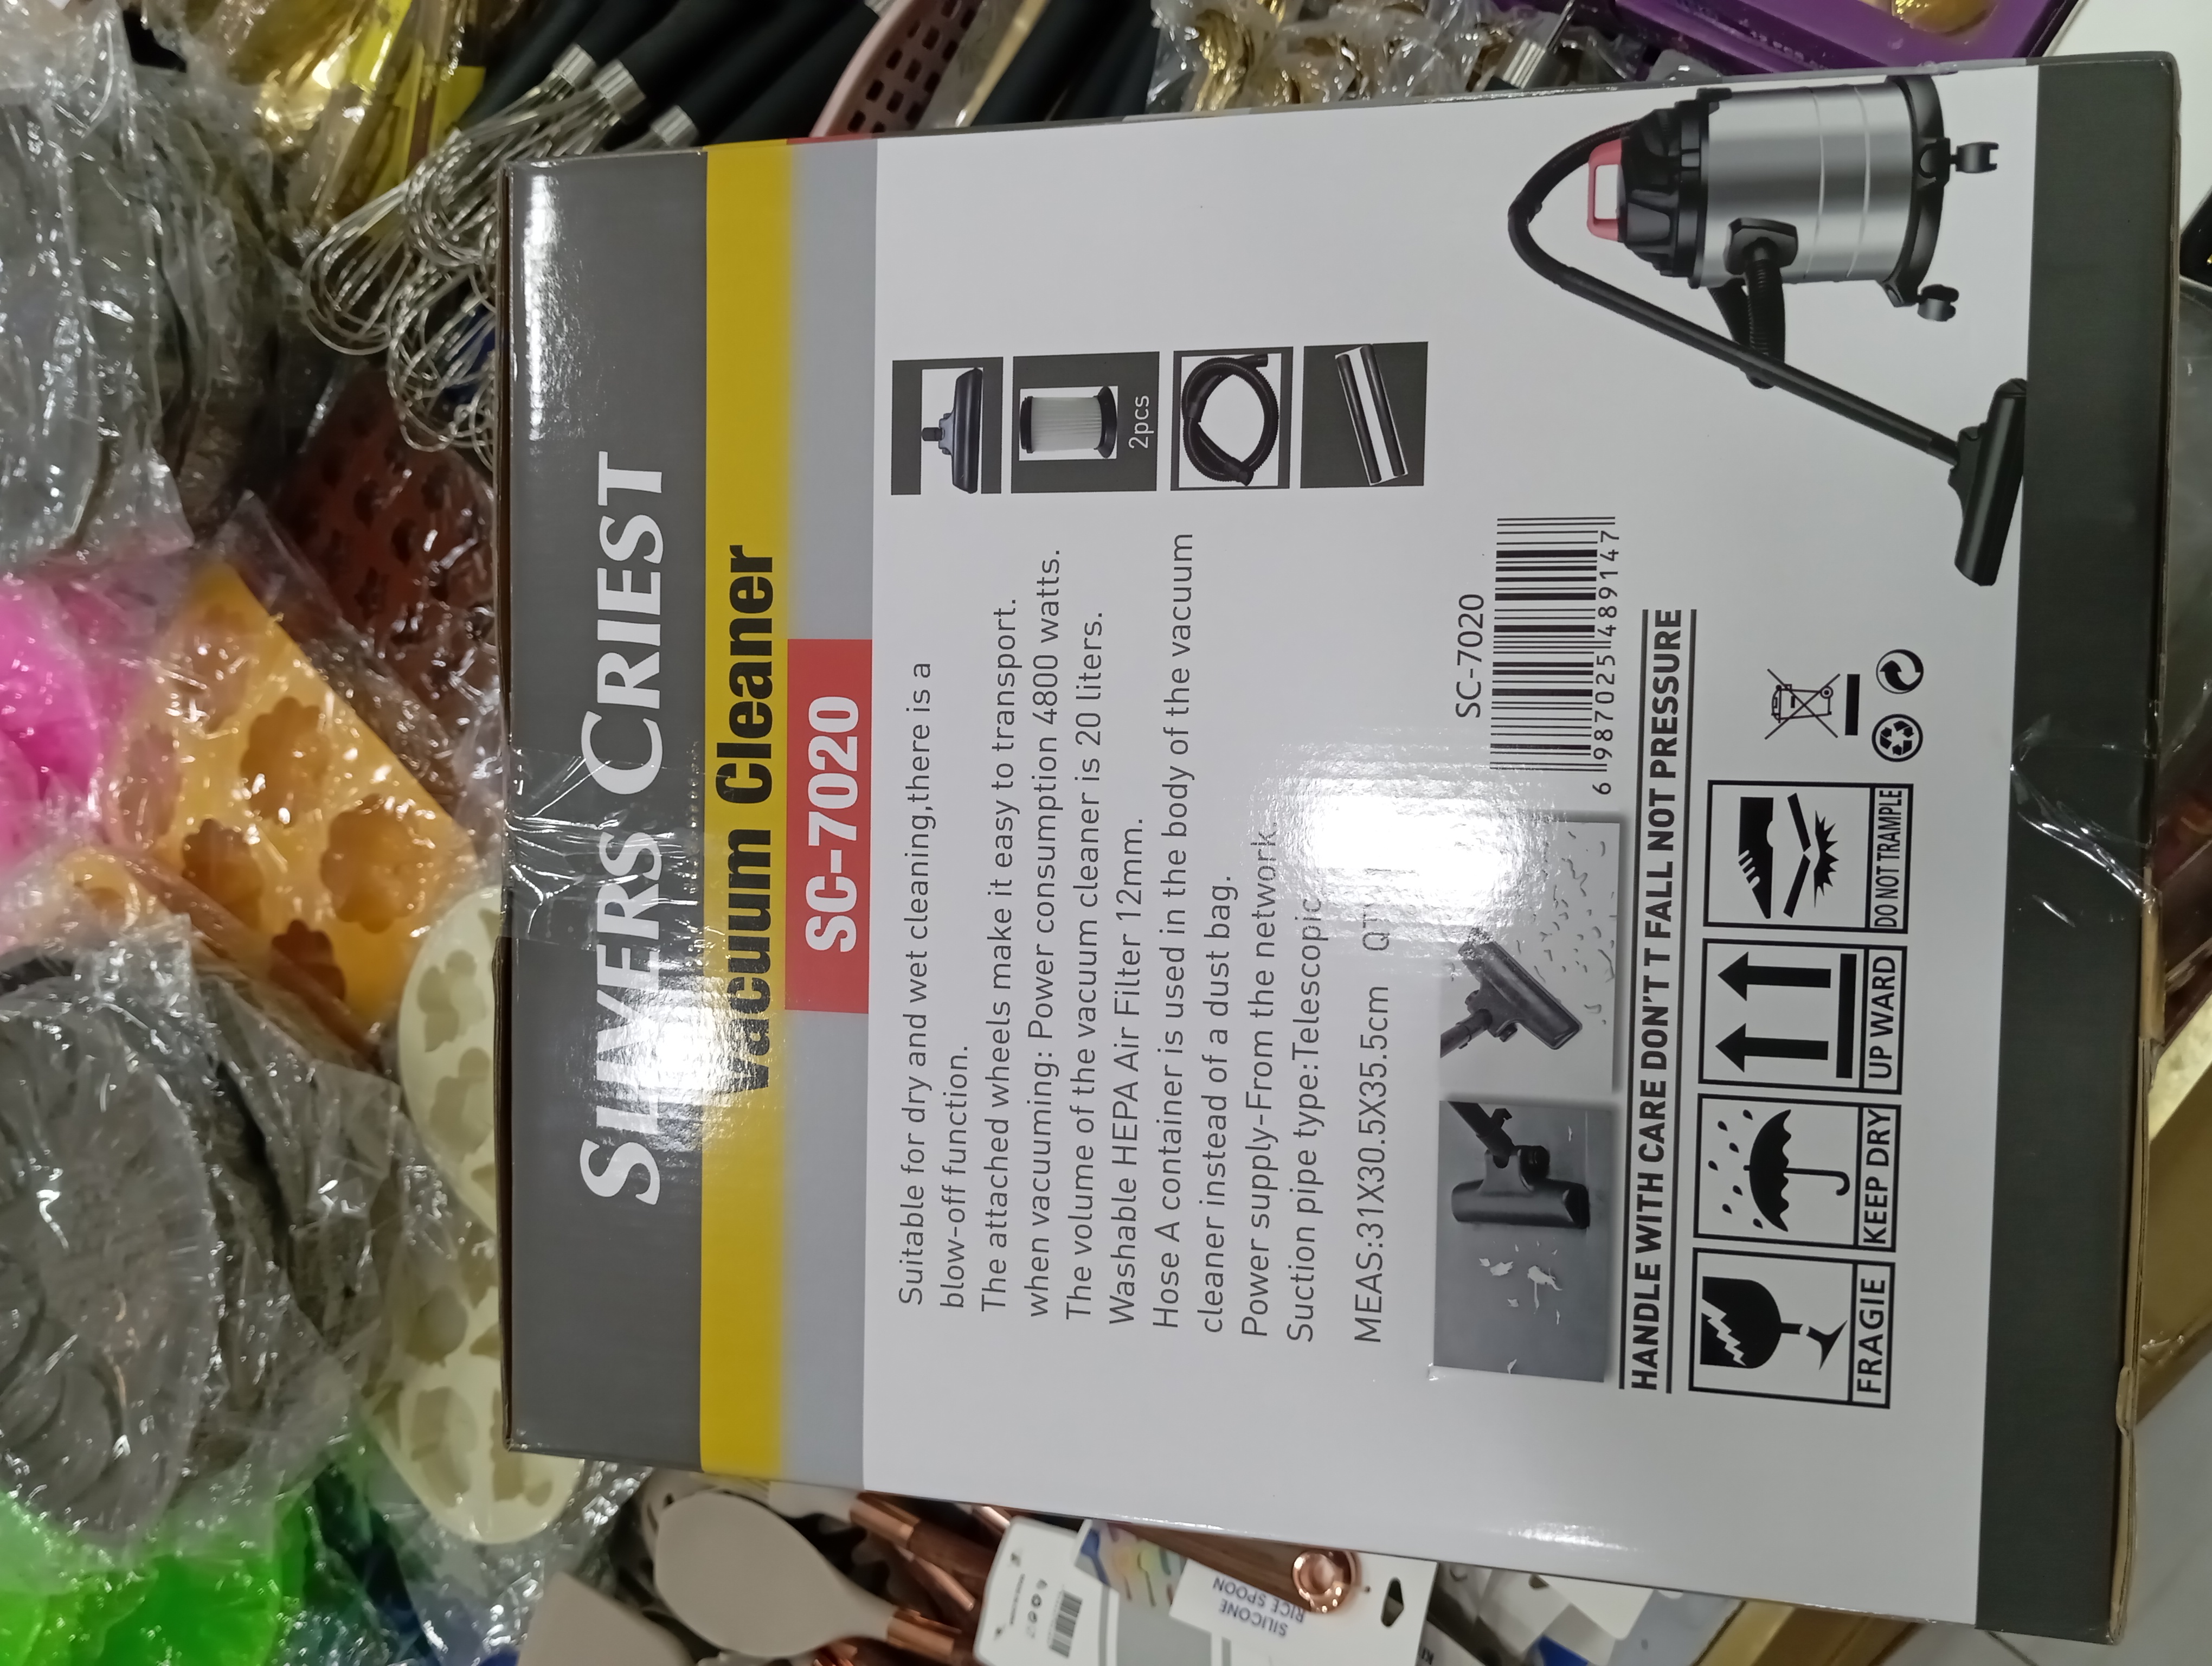 SILVERS CRIEST
Vacuum Cleaner
SC-7020
Suitable for dry and wet cleaning,there is a
blow-off function.
The attached wheels make it easy to transport.
when vacuuming: Power consumption 4800 watts.
The volume of the vacuum cleaner is 20 liters.
Washable HEPA Air Filter 12mm.
Hose A container is used in the body of the vacuum
cleaner instead of a dust bag.
Power supply-From the network.
Suction pipe type:Telescopic
MEAS:31X30.5X35.5cm
2pcs
SC-7020
6 987025 489147
HANDLE WITH CARE DON'T T FALL NOT PRESSURE
FRAGIE
KEEP DRY
UP WARD
DO NOT TRAMPLE
SILICONE
RICE SPOON